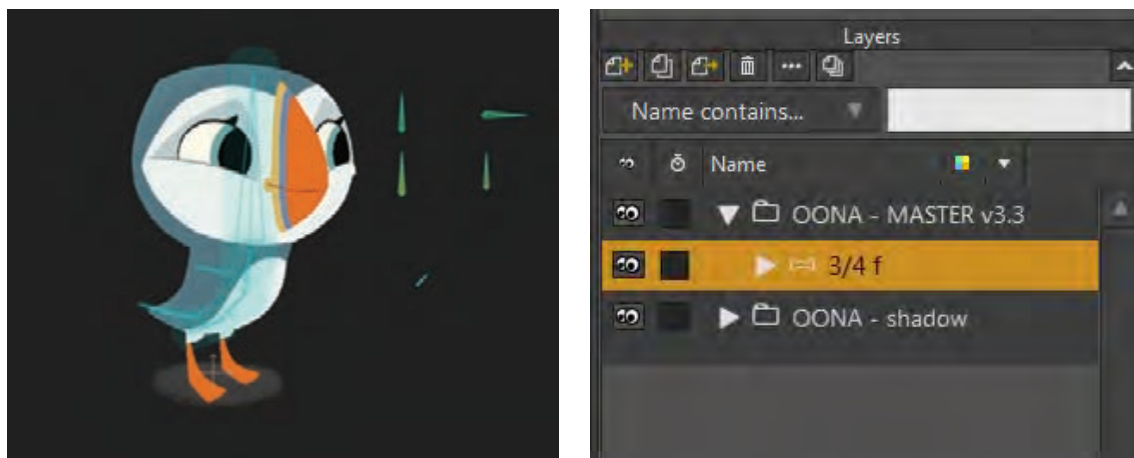 Layers
Name contains...
Name
OONA - MASTER v3.3
3/4 f
OONA - shadow